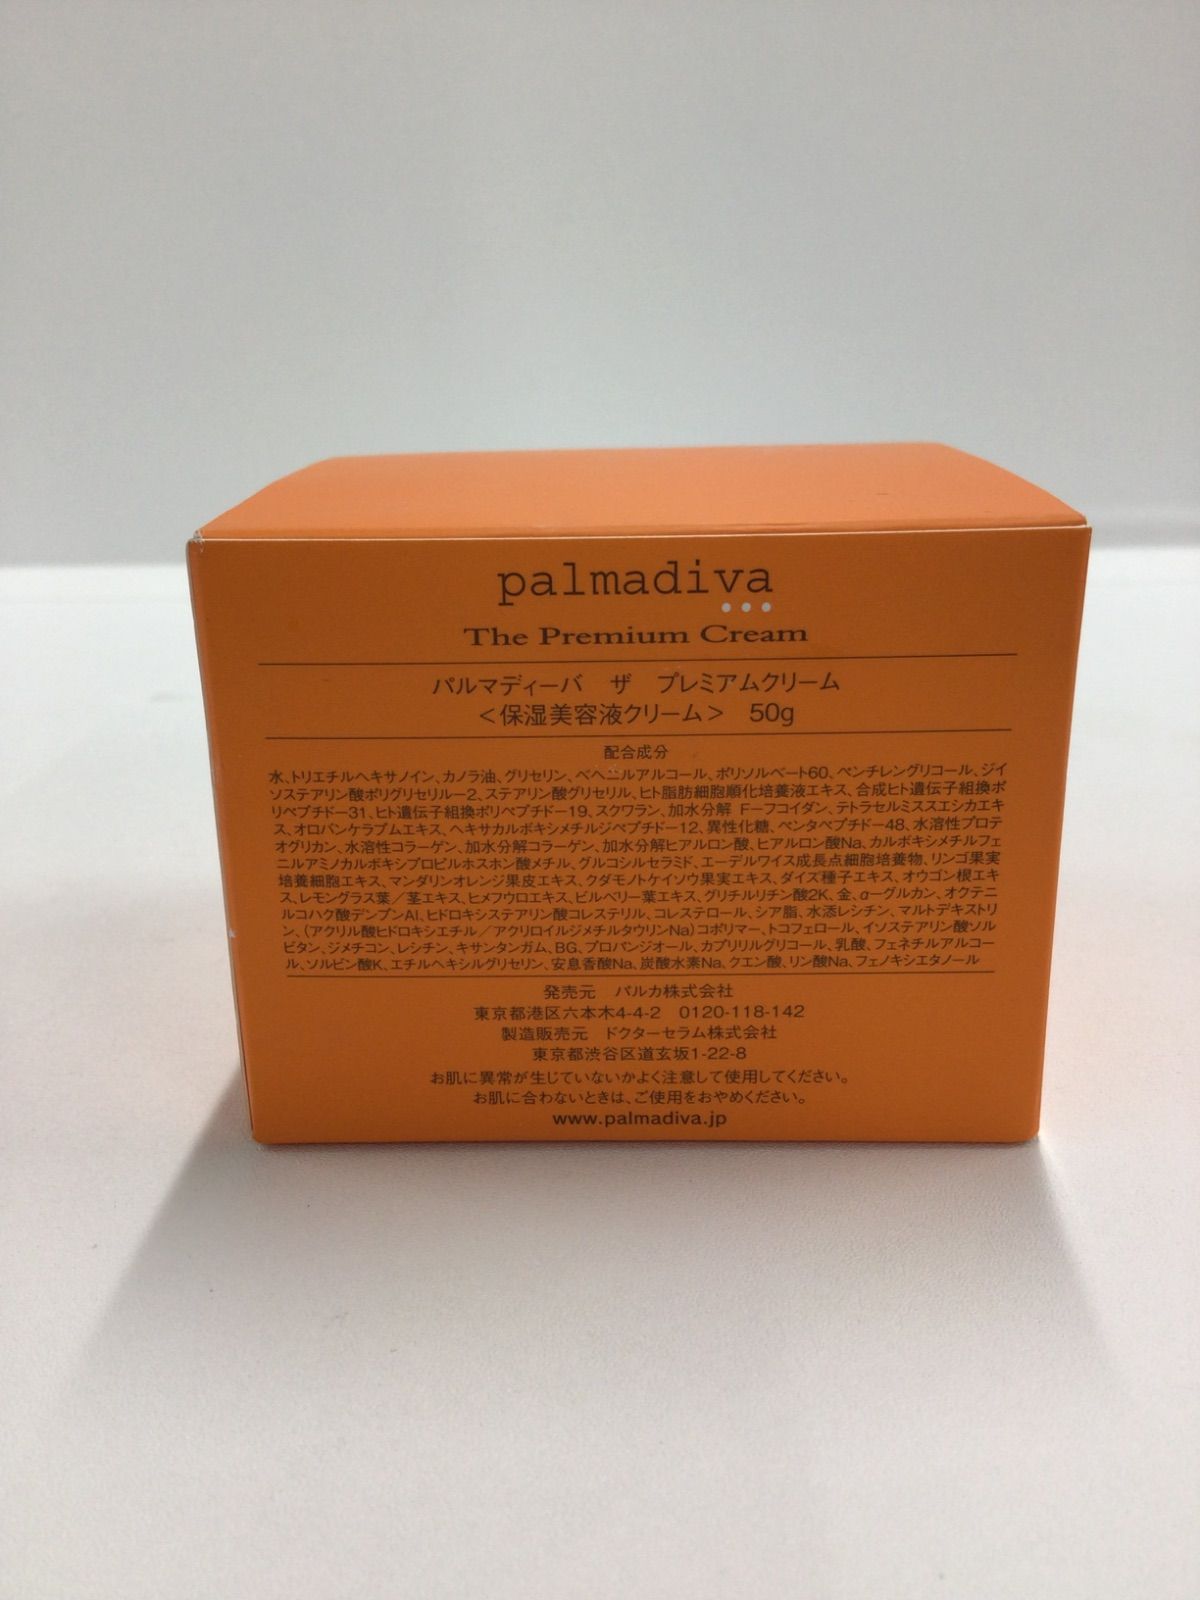 palmadiva
The Premium Cream
パルマディーバ ザ プレミアムクリーム
＜保湿美容液クリーム＞ 50g
配合成分
水、トリエチルヘキサノイン、カノラ油、グリセリン、ベヘニルアルコール、ポリソルベート60、ペンチレングリコール、ジイ
ソステアリン酸ポリグリセリル－2、ステアリン酸グリセリル、ヒト脂肪細胞順化培養液エキス、合成ヒト遺伝子組換ポ
リペプチド－31、ヒト遺伝子組換ポリペプチド－19、スクワラン、加水分解 F－フコイダン、テトラセルミススエシカエキ
ス、オロバンケラプムエキス、ヘキサカルボキシメチルジペプチド－12、異性化糖、ペンタペプチド－48、水溶性プロテ
オグリカン、水溶性コラーゲン、加水分解コラーゲン、加水分解ヒアルロン酸、ヒアルロン酸Na、カルボキシメチルフェ
ニルアミノカルボキシプロピルホスホン酸メチル、グルコシルセラミド、エーデルワイス成長点細胞培養物、リンゴ果実
培養細胞エキス、マンダリンオレンジ果皮エキス、クダモノトケイソウ果実エキス、ダイズ種子エキス、オウゴン根エキ
ス、レモングラス葉／茎エキス、ヒメフウロエキス、ビルベリー葉エキス、グリチルリチン酸2K、金、α－グルカン、オクテニ
ルコハク酸デンプンAl、ヒドロキシステアリン酸コレステリル、コレステロール、シア脂、水添レシチン、マルトデキストリ
ン、（アクリル酸ヒドロキシエチル／アクリロイルジメチルタウリンNa）コポリマー、トコフェロール、イソステアリン酸ソル
ビタン、ジメチコン、レシチン、キサンタンガム、BG、プロパンジオール、カプリリルグリコール、乳酸、フェネチルアルコー
ル、ソルビン酸K、エチルヘキシルグリセリン、安息香酸Na、炭酸水素Na、クエン酸、リン酸Na、フェノキシエタノール
発売元 パルカ株式会社
東京都港区六本木4-4-2 0120-118-142
製造販売元 ドクターセラム株式会社
東京都渋谷区道玄坂1-22-8
お肌に異常が生じていないかよく注意して使用してください。
お肌に合わないときは、ご使用をおやめください。
www.palmadiva.jp